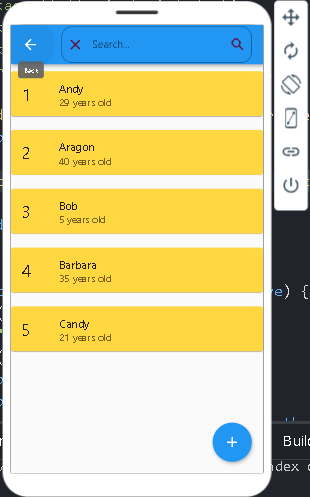 Search...
Back
1
Andy
29 years old
2
Aragon
40 years old
3
Bob
5 years old
4
Barbara
35 years old
5
Candy
21 years old
) {
Buil
ndex